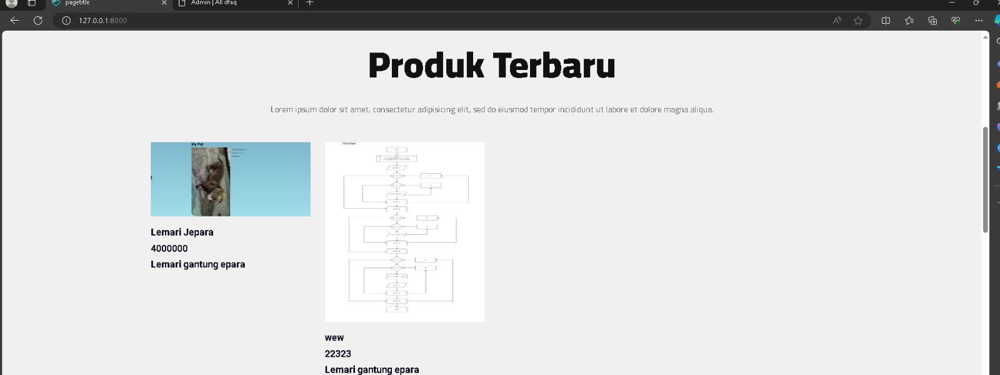 pagetitle
Admin | All dfaq
127.0.0.1:8000
Produk Terbaru
Lorem ipsum dolor sit amet, consectetur adipisicing elit, sed do eiusmod tempor incididunt ut labore et dolore magna aliqua.
My Pet
Lemari Jepara
4000000
Lemari gantung epara
Flowchart
wew
22323
Lemari gantung epara